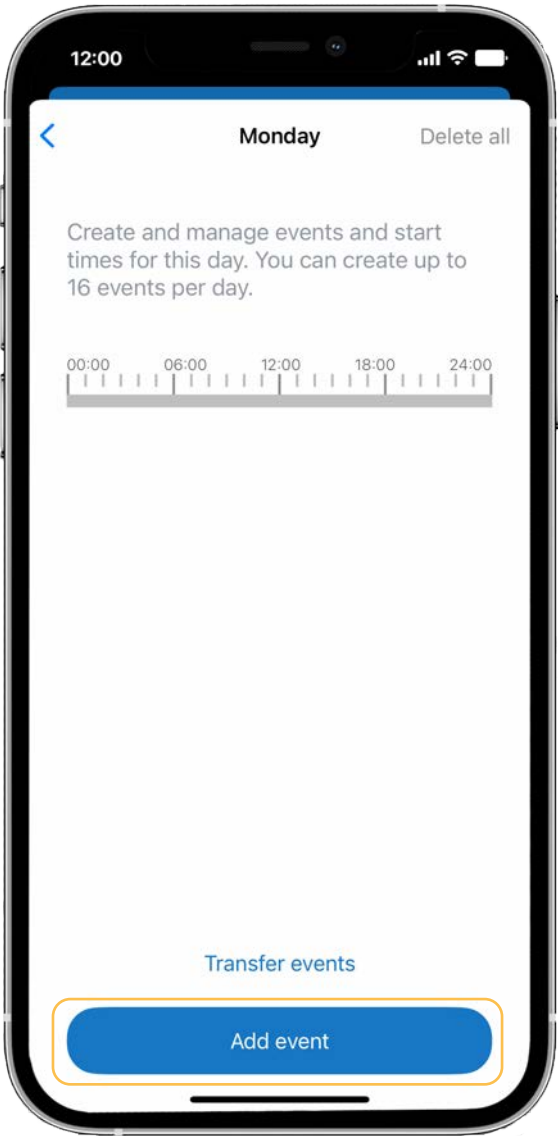 12:00
Monday
Delete all
Create and manage events and start
times for this day. You can create up to
16 events per day.
00:00 06:00 12:00 18:00 24:00
Transfer events
Add event